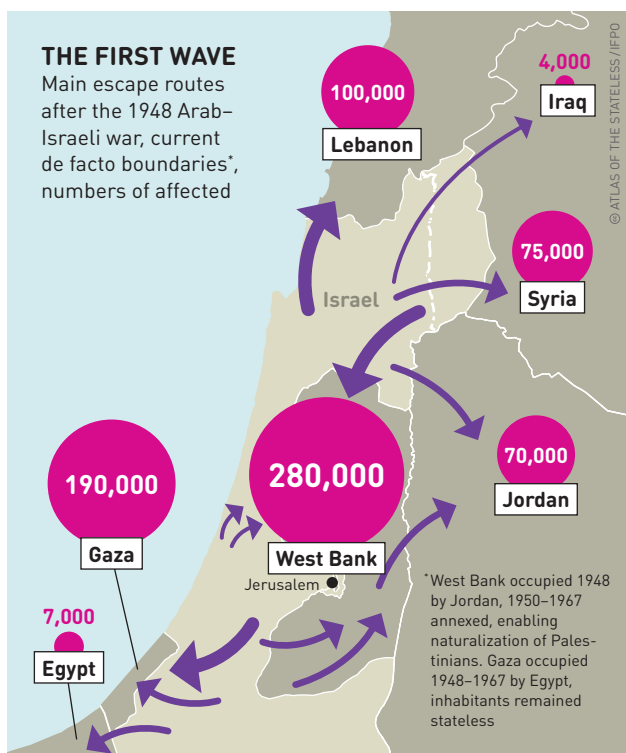 THE FIRST WAVE
Main escape routes
after the 1948 Arab–
Israeli war, current
de facto boundaries*,
numbers of affected
100,000
Lebanon
4,000
Iraq
© ATLAS OF THE STATELESS / IFPO
75,000
Syria
Israel
190,000
Gaza
280,000
West Bank
Jerusalem
70,000
Jordan
7,000
Egypt
*West Bank occupied 1948
by Jordan, 1950–1967
annexed, enabling
naturalization of Pales-
tinians. Gaza occupied
1948–1967 by Egypt,
inhabitants remained
stateless